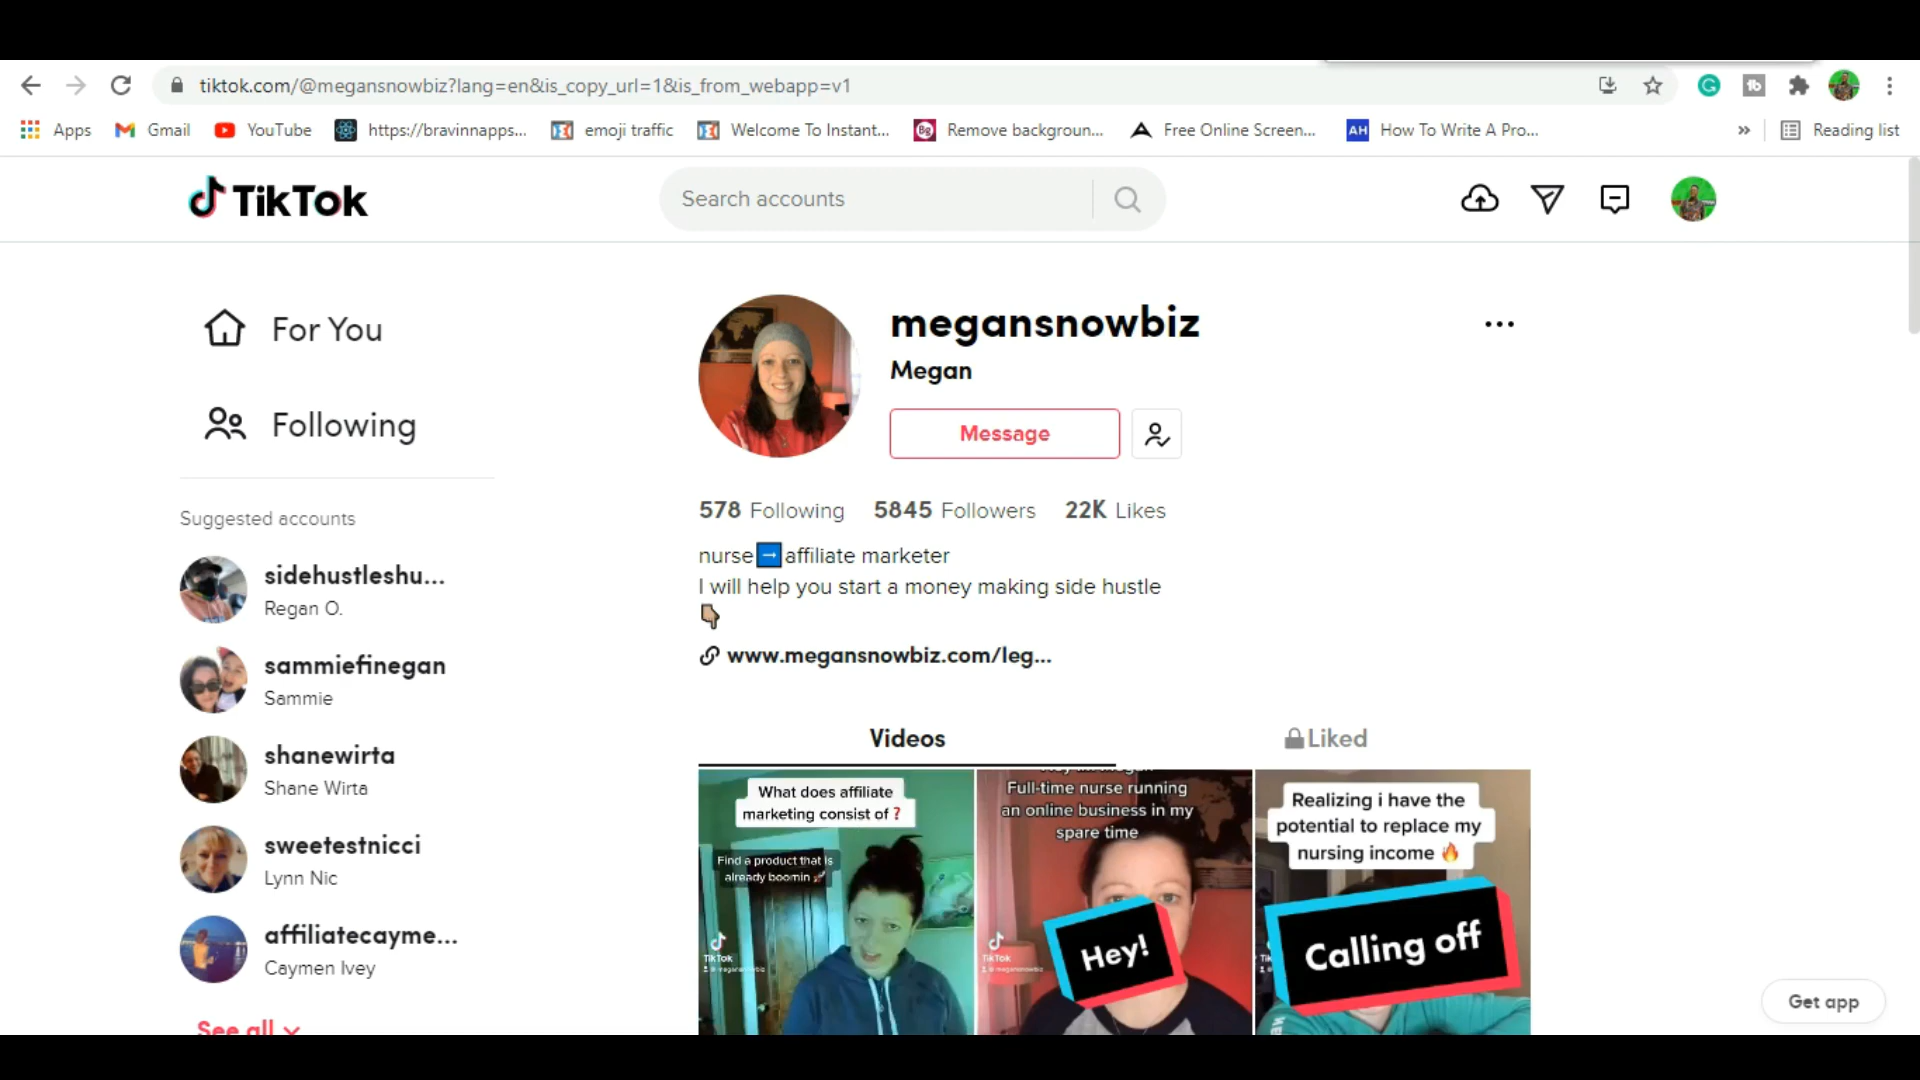 tiktok.com/@megansnowbiz?lang=en&is_copy_url=1&is_from_webapp=v1
Apps
Gmail
YouTube
https://bravinnapps...
emoji traffic
Welcome To Instant...
Remove backgroun...
Free Online Screen...
AH
How To Write A Pro...
»
Reading list
TikTok
Search accounts
For You
Following
Suggested accounts
sidehustleshu...
Regan O.
sammiefinegan
Sammie
shanewirta
Shane Wirta
sweetestnicci
Lynn Nic
affiliatecayme...
Caymen Ivey
See all
megansnowbiz
Megan
Message
578 Following 5845 Followers 22K Likes
nurse➡️affiliate marketer
I will help you start a money making side hustle
👇🏼
www.megansnowbiz.com/leg...
Videos
Liked
What does affiliate
marketing consist of ❓
Find a product that is
already boomin 🚀
TikTok
Full-time nurse running
an online business in my
spare time
Hey!
TikTok
Realizing i have the
potential to replace my
nursing income 🔥
Calling off
Get app